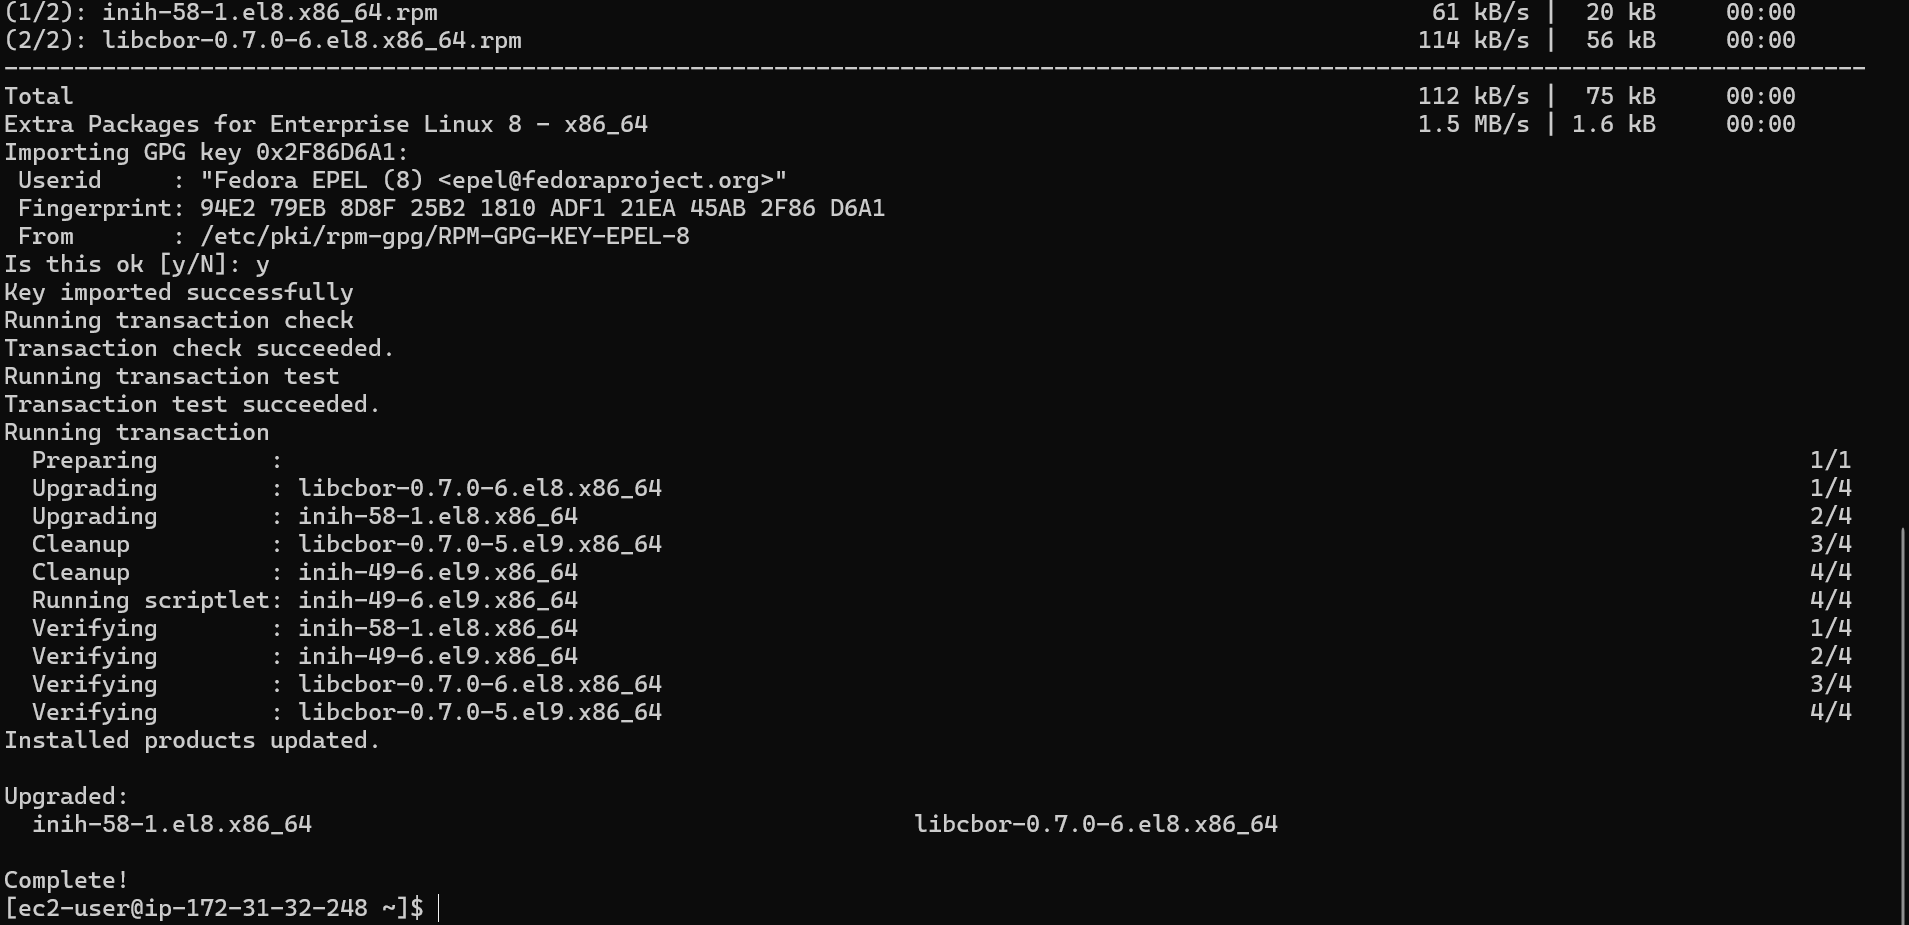 (1/2): inih-58-1.el8.x86_64.rpm 61 kB/s | 20 kB 00:00
(2/2): libcbor-0.7.0-6.el8.x86_64.rpm 114 kB/s | 56 kB 00:00
-------------------------------------------------------------------------------------------------------------------------------------
Total 112 kB/s | 75 kB 00:00
Extra Packages for Enterprise Linux 8 - x86_64 1.5 MB/s | 1.6 kB 00:00
Importing GPG key 0x2F86D6A1:
 Userid     : "Fedora EPEL (8) <epel@fedoraproject.org>"
 Fingerprint: 94E2 79EB 8D8F 25B2 1810 ADF1 21EA 45AB 2F86 D6A1
 From       : /etc/pki/rpm-gpg/RPM-GPG-KEY-EPEL-8
Is this ok [y/N]: y
Key imported successfully
Running transaction check
Transaction check succeeded.
Running transaction test
Transaction test succeeded.
Running transaction
  Preparing        : 1/1
  Upgrading        : libcbor-0.7.0-6.el8.x86_64 1/4
  Upgrading        : inih-58-1.el8.x86_64 2/4
  Cleanup          : libcbor-0.7.0-5.el9.x86_64 3/4
  Cleanup          : inih-49-6.el9.x86_64 4/4
  Running scriptlet: inih-49-6.el9.x86_64 4/4
  Verifying        : inih-58-1.el8.x86_64 1/4
  Verifying        : inih-49-6.el9.x86_64 2/4
  Verifying        : libcbor-0.7.0-6.el8.x86_64 3/4
  Verifying        : libcbor-0.7.0-5.el9.x86_64 4/4
Installed products updated.

Upgraded:
  inih-58-1.el8.x86_64 libcbor-0.7.0-6.el8.x86_64

Complete!
[ec2-user@ip-172-31-32-248 ~]$